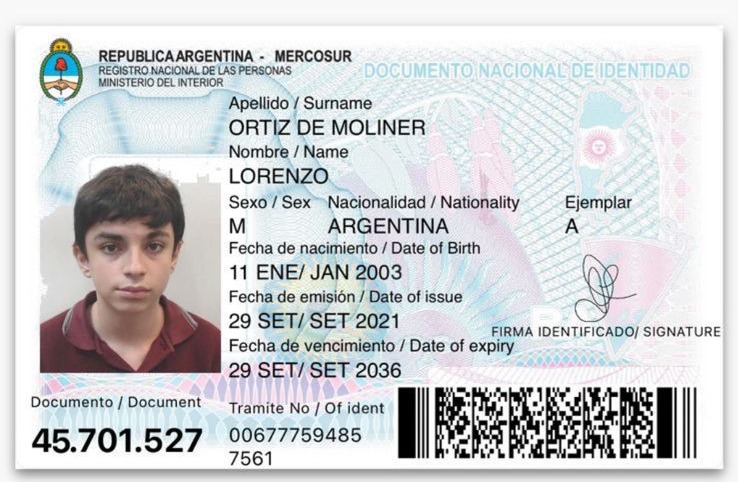 REPUBLICA ARGENTINA - MERCOSUR
REGISTRO NACIONAL DE LAS PERSONAS
MINISTERIO DEL INTERIOR
DOCUMENTO NACIONAL DE IDENTIDAD
Apellido / Surname
ORTIZ DE MOLINER
Nombre / Name
LORENZO
Sexo / Sex Nacionalidad / Nationality Ejemplar
M ARGENTINA A
Fecha de nacimiento / Date of Birth
11 ENE/ JAN 2003
Fecha de emisión / Date of issue
29 SET/ SET 2021
FIRMA IDENTIFICADO/ SIGNATURE
Fecha de vencimiento / Date of expiry
29 SET/ SET 2036
Documento / Document
45.701.527
Tramite No / Of ident
00677759485
7561